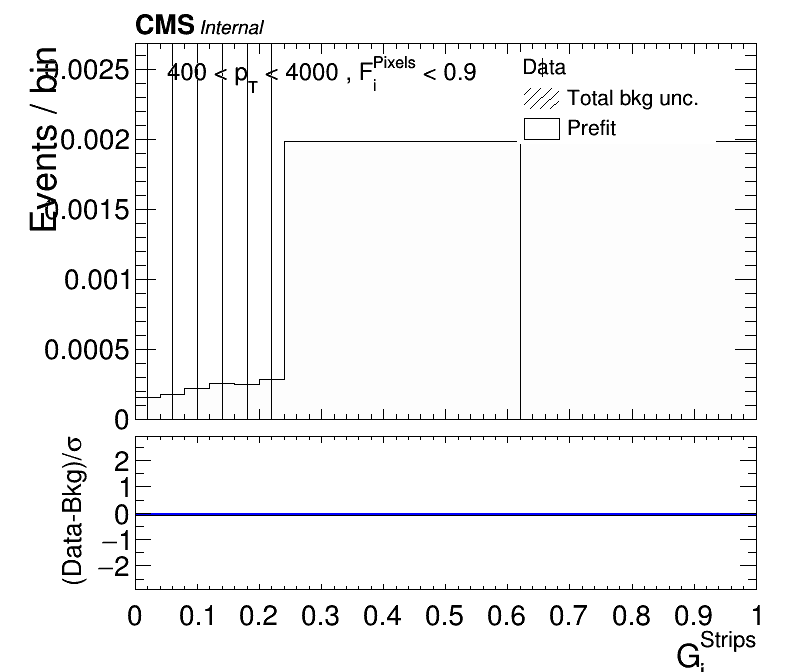 CMS Internal
Events / bin
0.0025
0.002
0.0015
0.001
0.0005
0
400 < p_T < 4000 , F_i^Pixels < 0.9
Data
Total bkg unc.
Prefit
(Data-Bkg)/σ
2
1
0
−1
−2
0 0.1 0.2 0.3 0.4 0.5 0.6 0.7 0.8 0.9 1
G_i^Strips